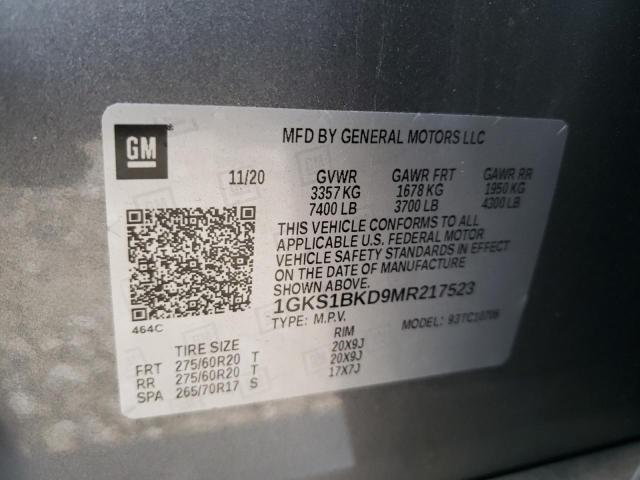 GM
MFD BY GENERAL MOTORS LLC
11/20 GVWR GAWR FRT GAWR RR
3357 KG 1678 KG 1950 KG
7400 LB 3700 LB 4300 LB
THIS VEHICLE CONFORMS TO ALL
APPLICABLE U.S. FEDERAL MOTOR
VEHICLE SAFETY STANDARDS IN EFFECT
ON THE DATE OF MANUFACTURE
SHOWN ABOVE.
1GKS1BKD9MR217523
464C
TYPE: M.P.V. MODEL: 93TC10706
TIRE SIZE RIM
FRT 275/60R20 T 20X9J
RR 275/60R20 T 20X9J
SPA 265/70R17 S 17X7J